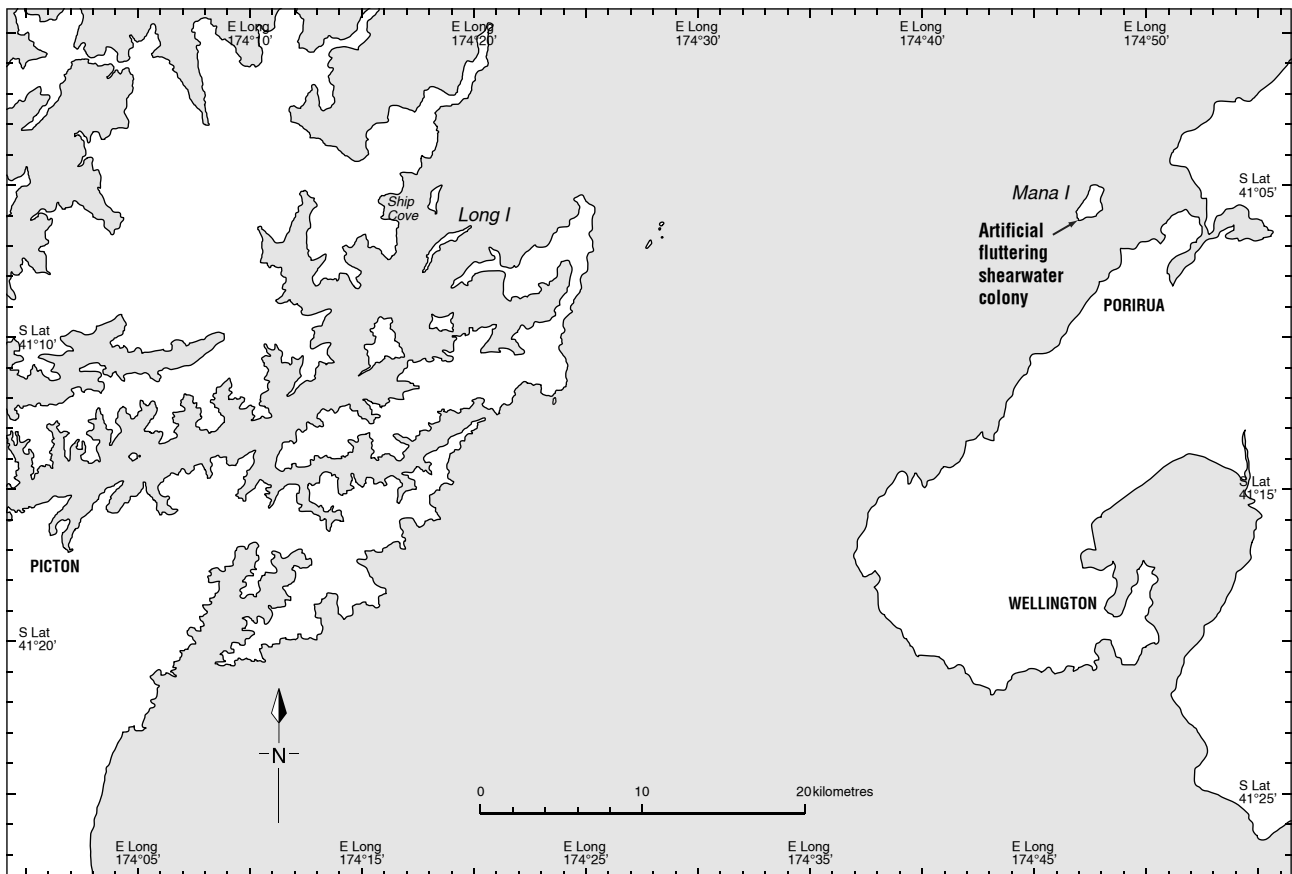 E Long
174°10'
E Long
174°20'
E Long
174°30'
E Long
174°40'
E Long
174°50'
S Lat
41°05'
Ship
Cove
Long I
Mana I
Artificial
fluttering
shearwater
colony
PORIRUA
S Lat
41°10'
S Lat
41°15'
PICTON
WELLINGTON
S Lat
41°20'
N
0 10 20 kilometres
S Lat
41°25'
E Long
174°05'
E Long
174°15'
E Long
174°25'
E Long
174°35'
E Long
174°45'